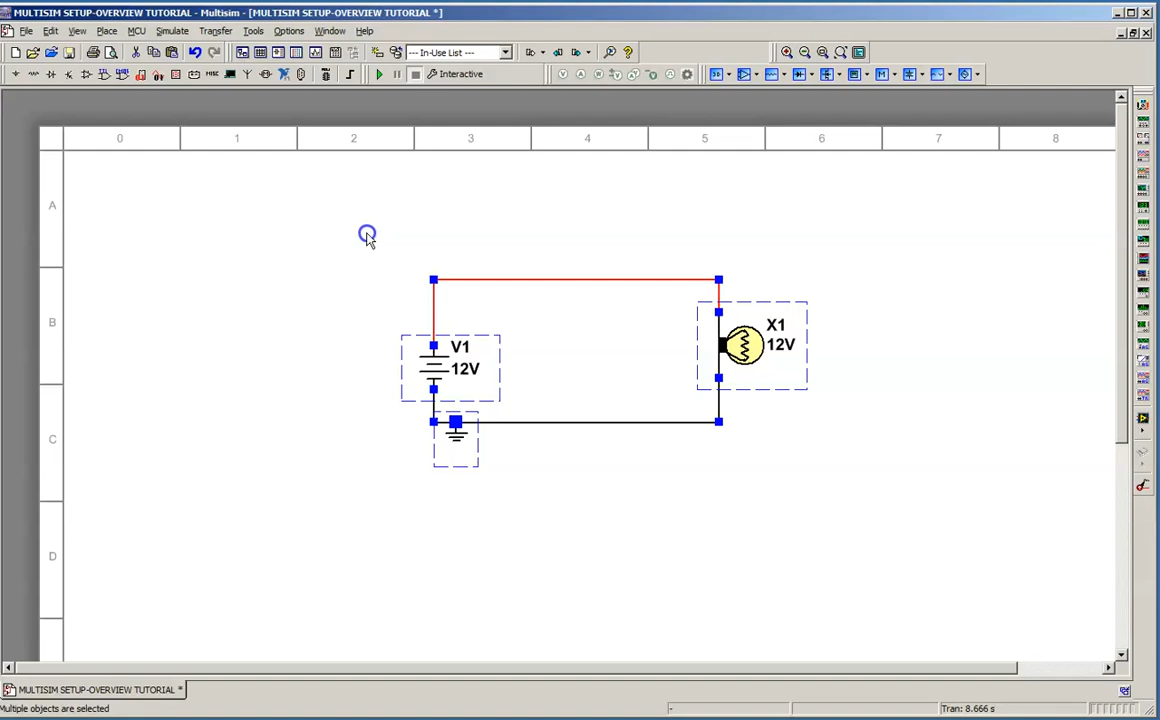 MULTISIM SETUP-OVERVIEW TUTORIAL - Multisim - [MULTISIM SETUP-OVERVIEW TUTORIAL *]
File Edit View Place MCU Simulate Transfer Tools Options Window Help
--- In-Use List ---
?
MISC
Interactive
0 1 2 3 4 5 6 7 8
A
B
C
D
X1
12V
V1
12V
MULTISIM SETUP-OVERVIEW TUTORIAL *
Multiple objects are selected
-
Tran: 8.666 s